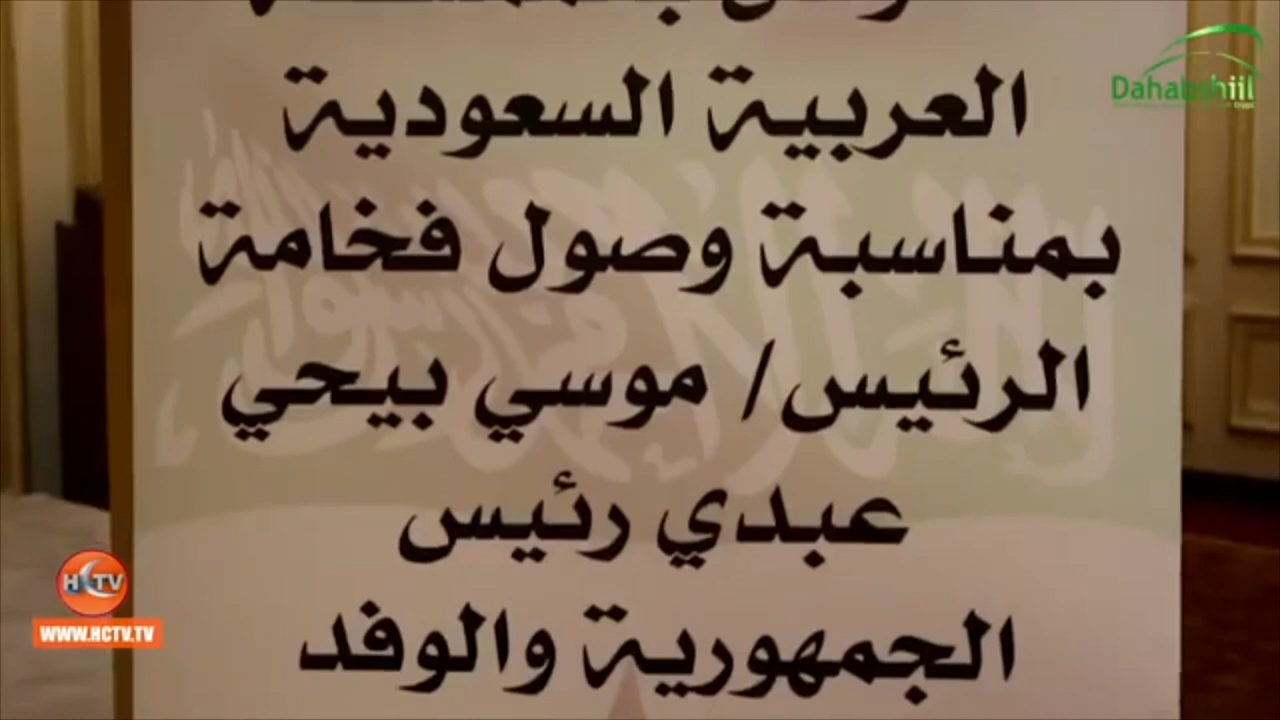 العربية السعودية
بمناسبة وصول فخامة
الرئيس/ موسي بيحي
عبدي رئيس
الجمهورية والوفد
Dahabshiil
HCTV
WWW.HCTV.TV